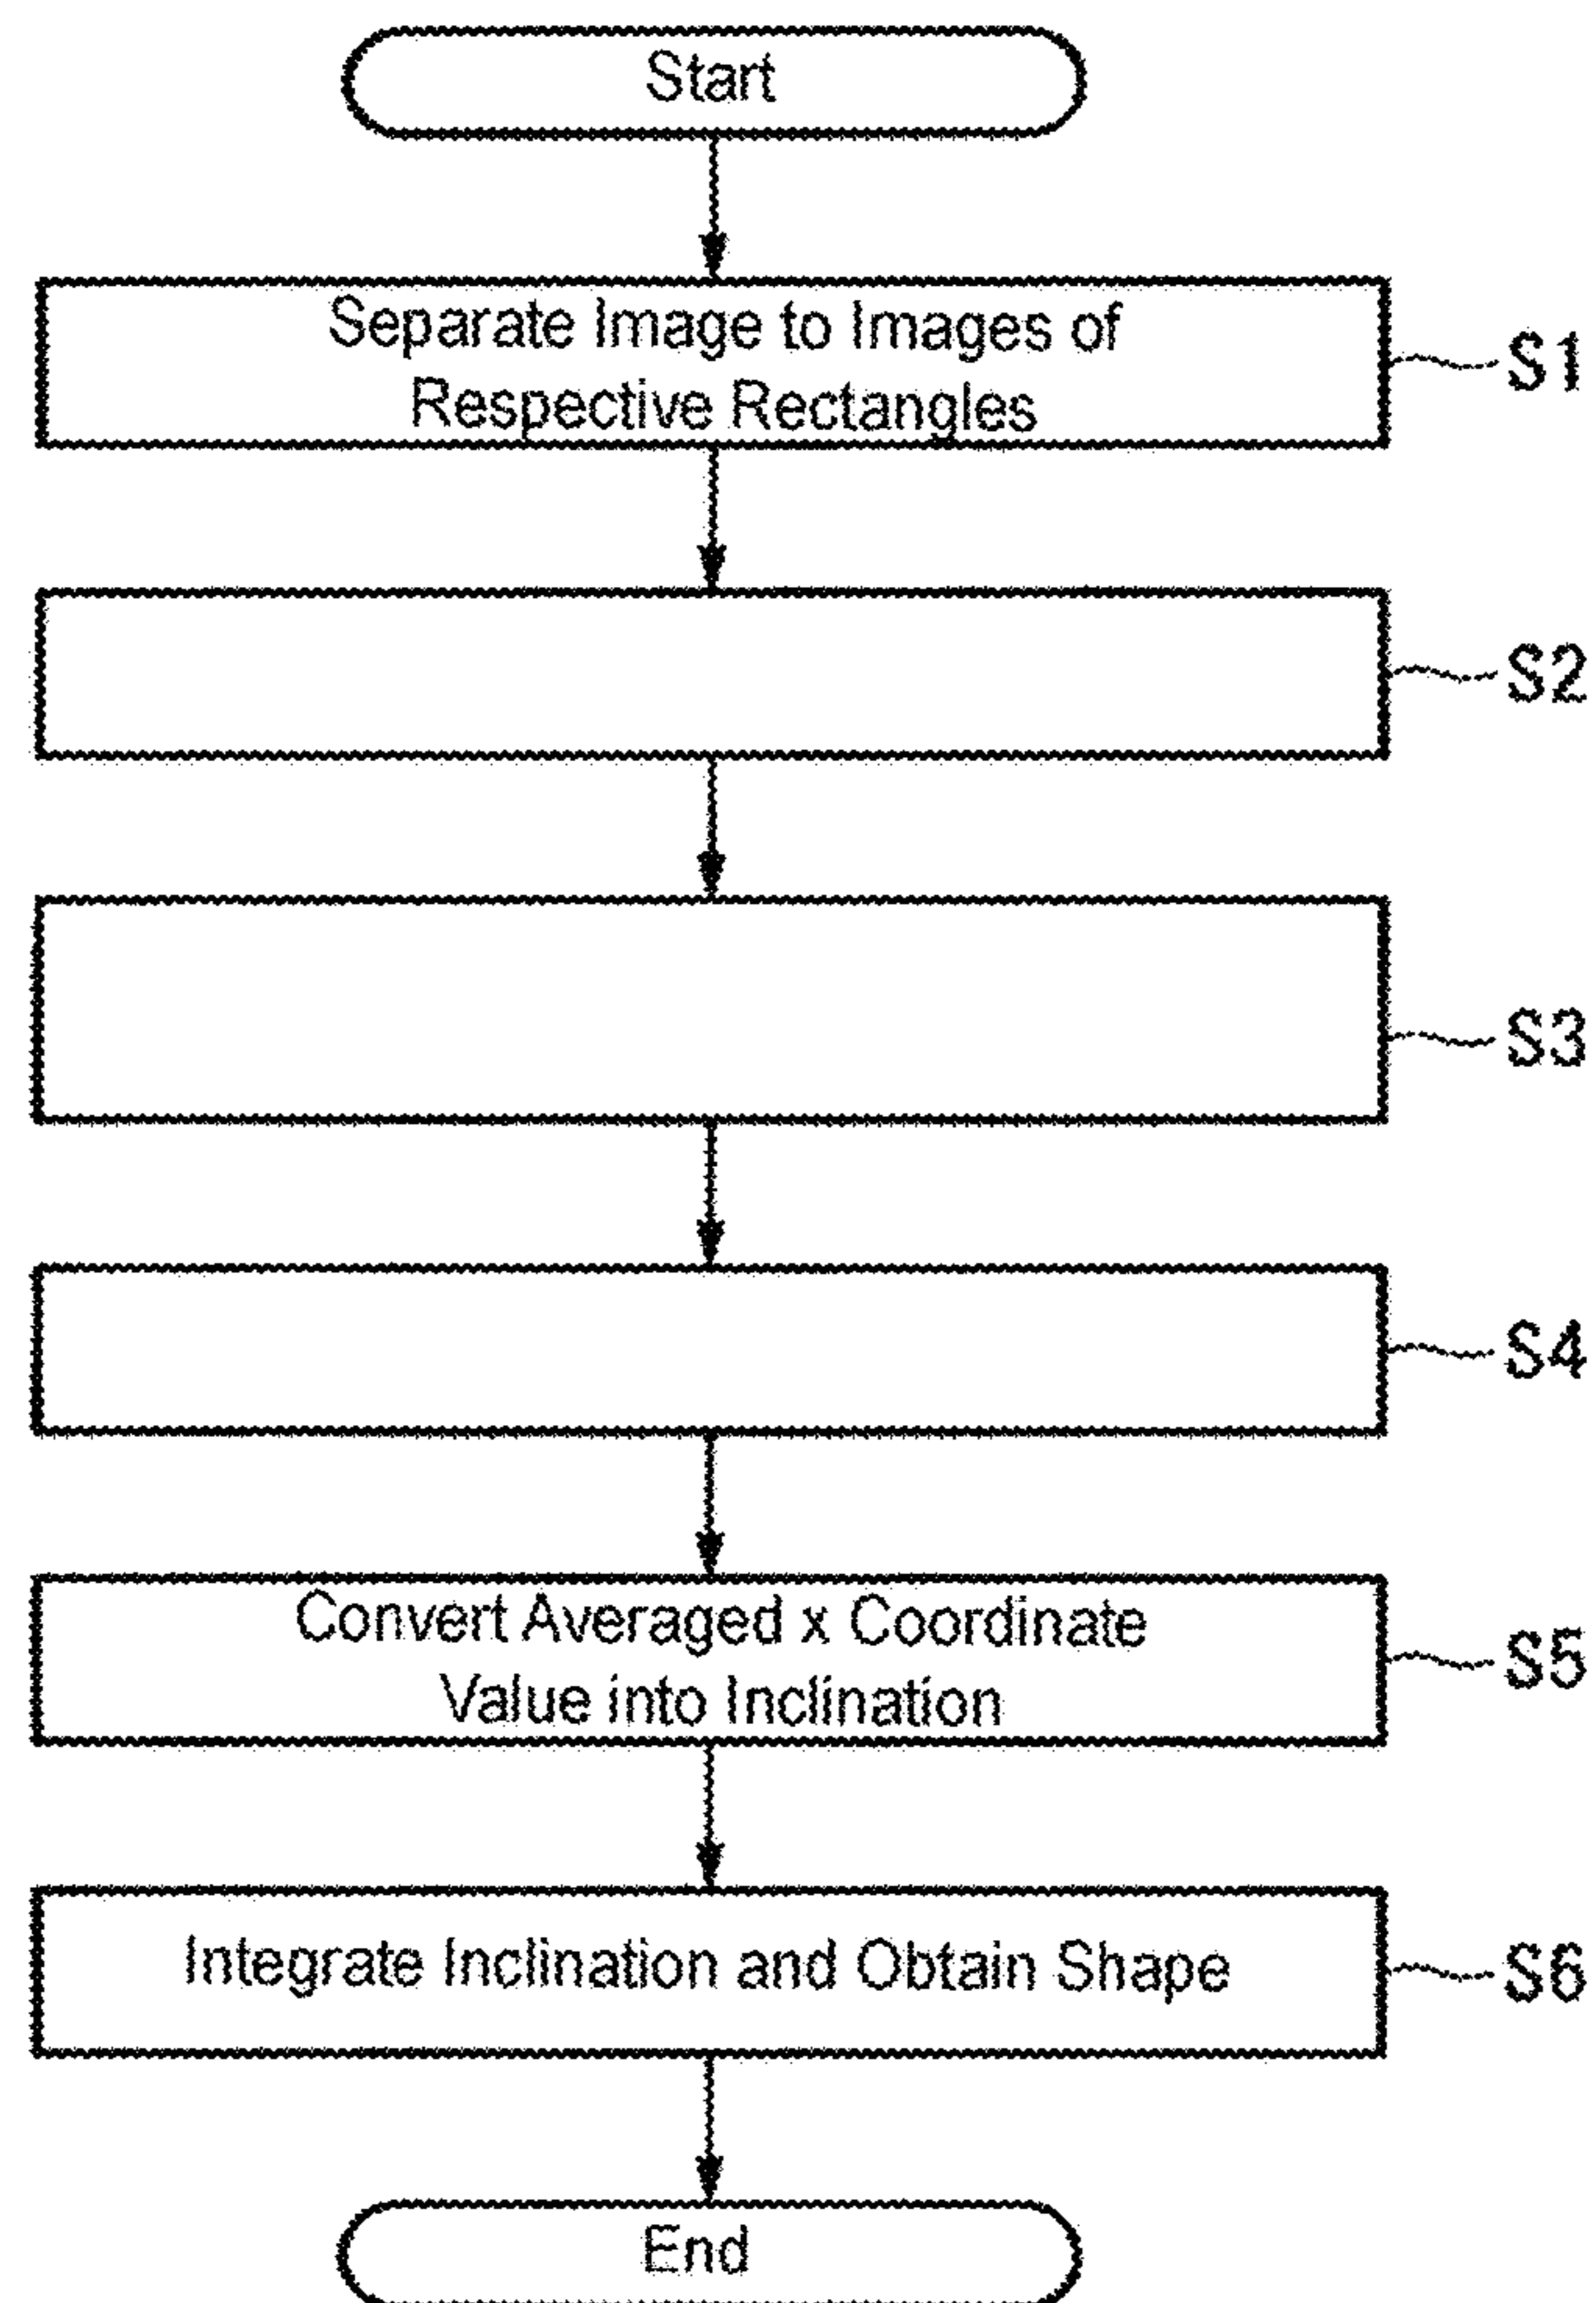 Start
Separate Image to Images of
Respective Rectangles
S1
S2
S3
S4
Convert Averaged x Coordinate
Value into Inclination
S5
Integrate Inclination and Obtain Shape
S6
End